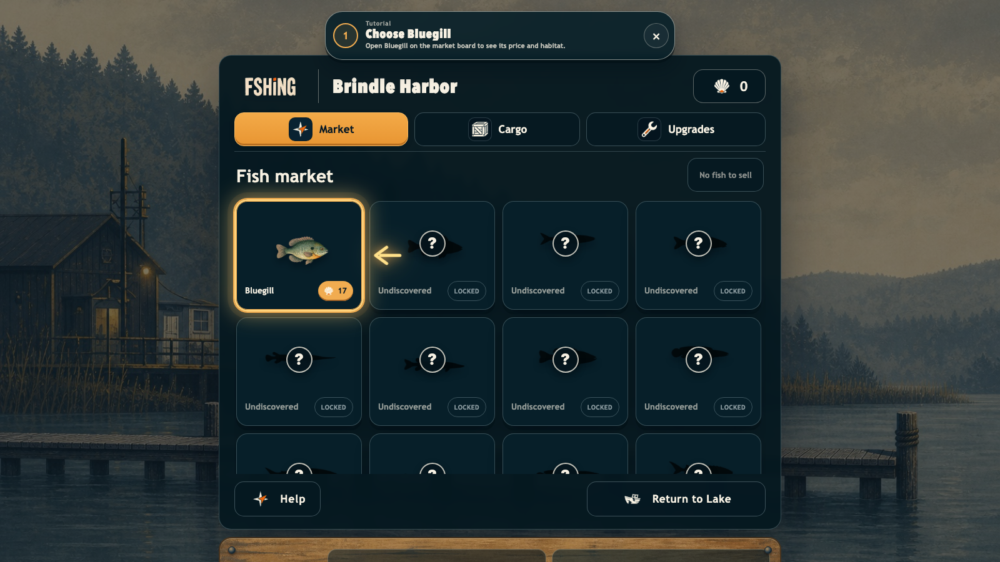 Tutorial
1
Choose Bluegill
Open Bluegill on the market board to see its price and habitat.
×
FSHiNG
Brindle Harbor
0
Market
Cargo
Upgrades
Fish market
No fish to sell
?
?
?
Bluegill
17
Undiscovered
LOCKED
Undiscovered
LOCKED
Undiscovered
LOCKED
?
?
?
?
Undiscovered
LOCKED
Undiscovered
LOCKED
Undiscovered
LOCKED
Undiscovered
LOCKED
?
?
?
?
Help
Return to Lake